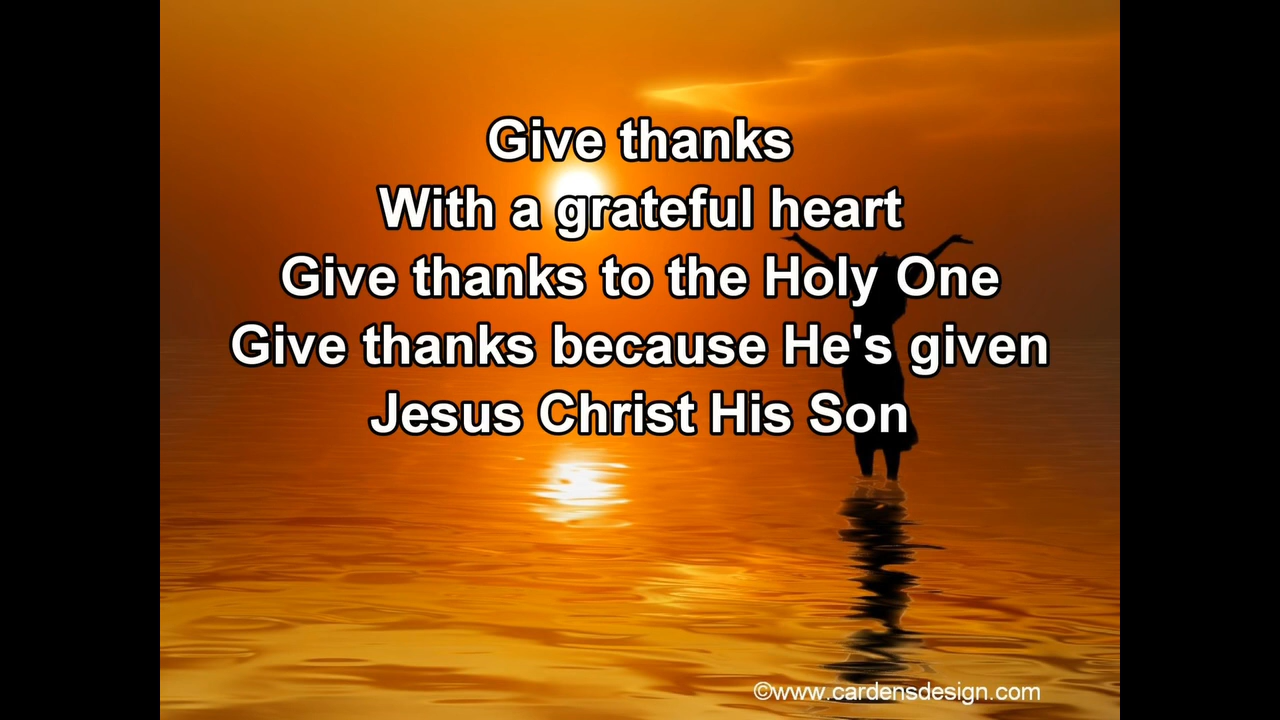 Give thanks
With a grateful heart
Give thanks to the Holy One
Give thanks because He's given
Jesus Christ His Son
©www.cardensdesign.com